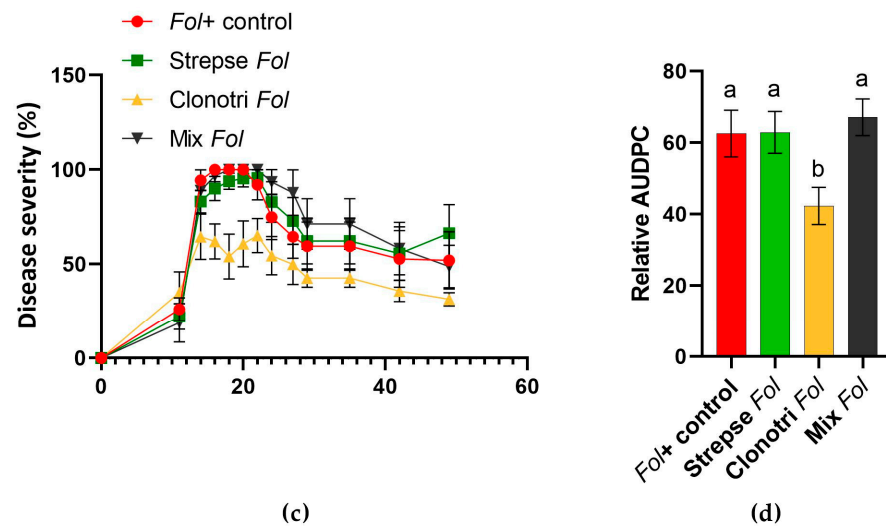 Fol+ control
Strepse Fol
Clonotri Fol
Mix Fol
Disease severity (%)
150
100
50
0
0
20
40
60
(c)
Relative AUDPC
80
60
40
20
0
a
a
b
a
Fol+ control
Strepse Fol
Clonotri Fol
Mix Fol
(d)